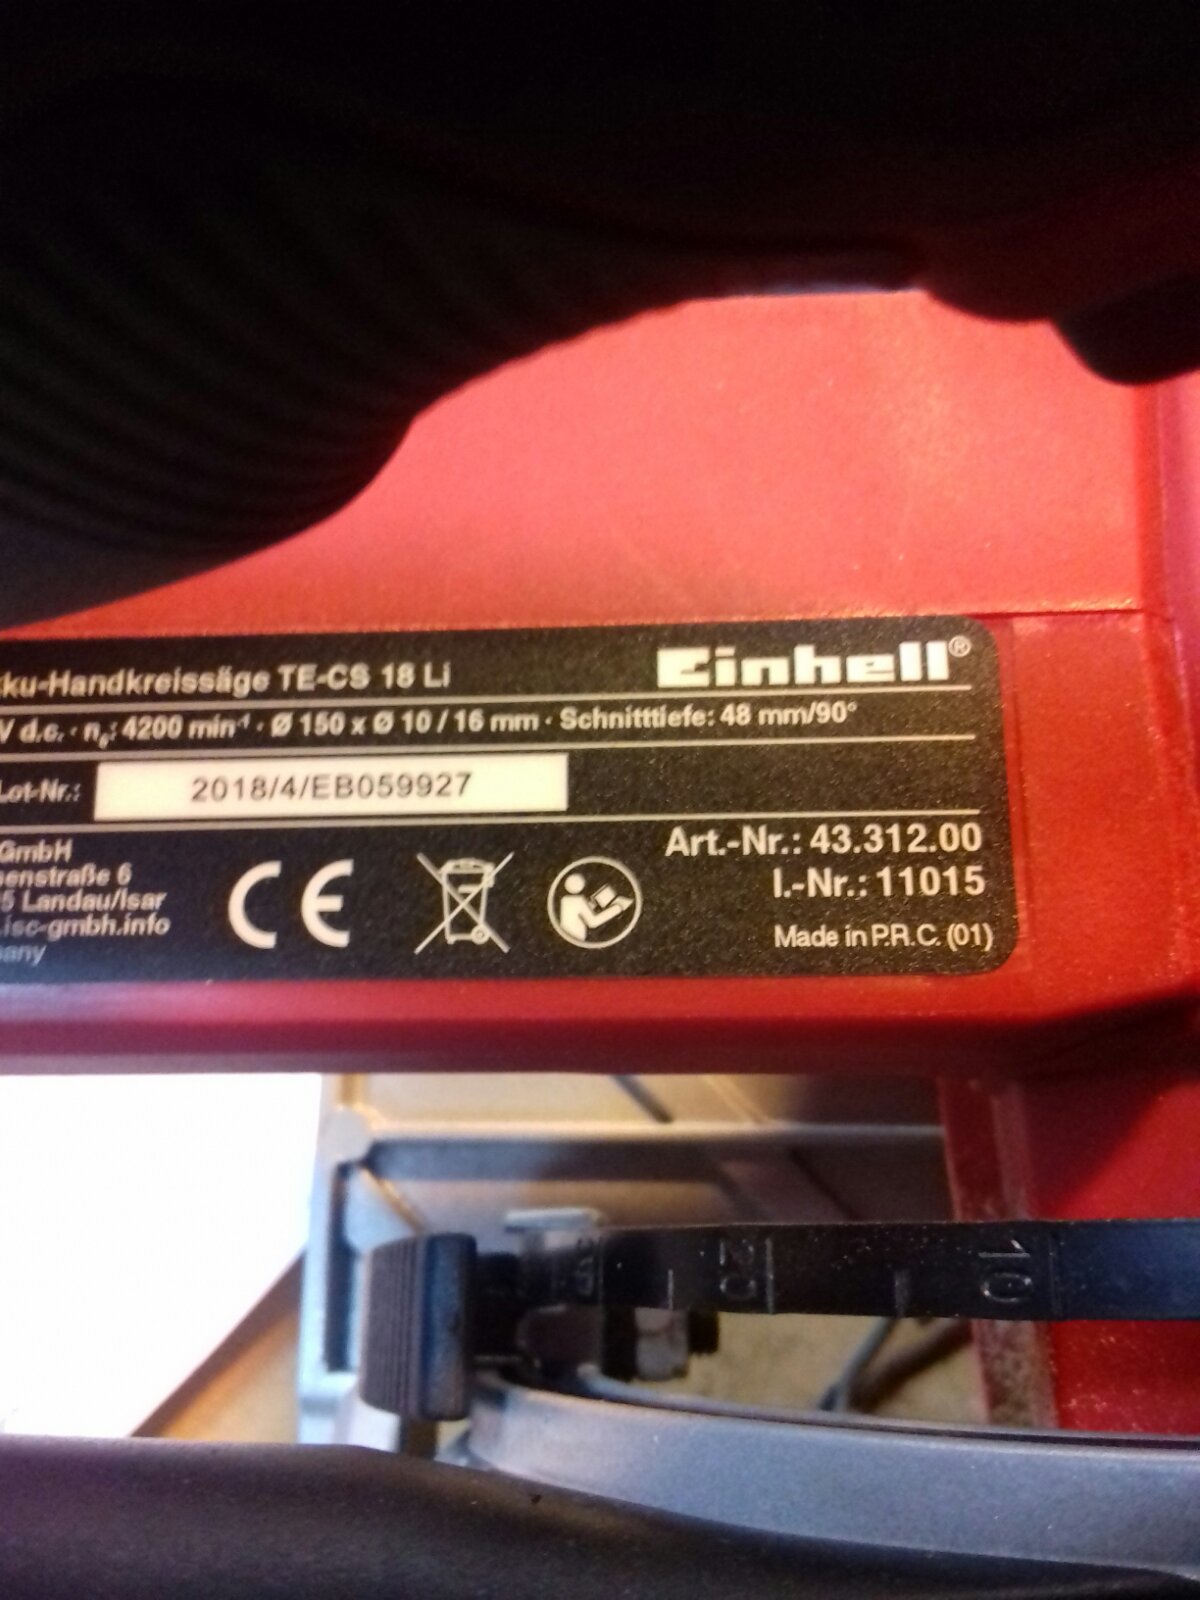 ku-Handkreissäge TE-CS 18 Li
Einhell®
V d.c. · n₀: 4200 min⁻¹ · Ø 150 x Ø 10 / 16 mm · Schnitttiefe: 48 mm/90°
Lot-Nr.: 2018/4/EB059927
GmbH
enstraße 6
5 Landau/Isar
isc-gmbh.info
any
CE
Art.-Nr.: 43.312.00
I.-Nr.: 11015
Made in P.R.C. (01)
20
10